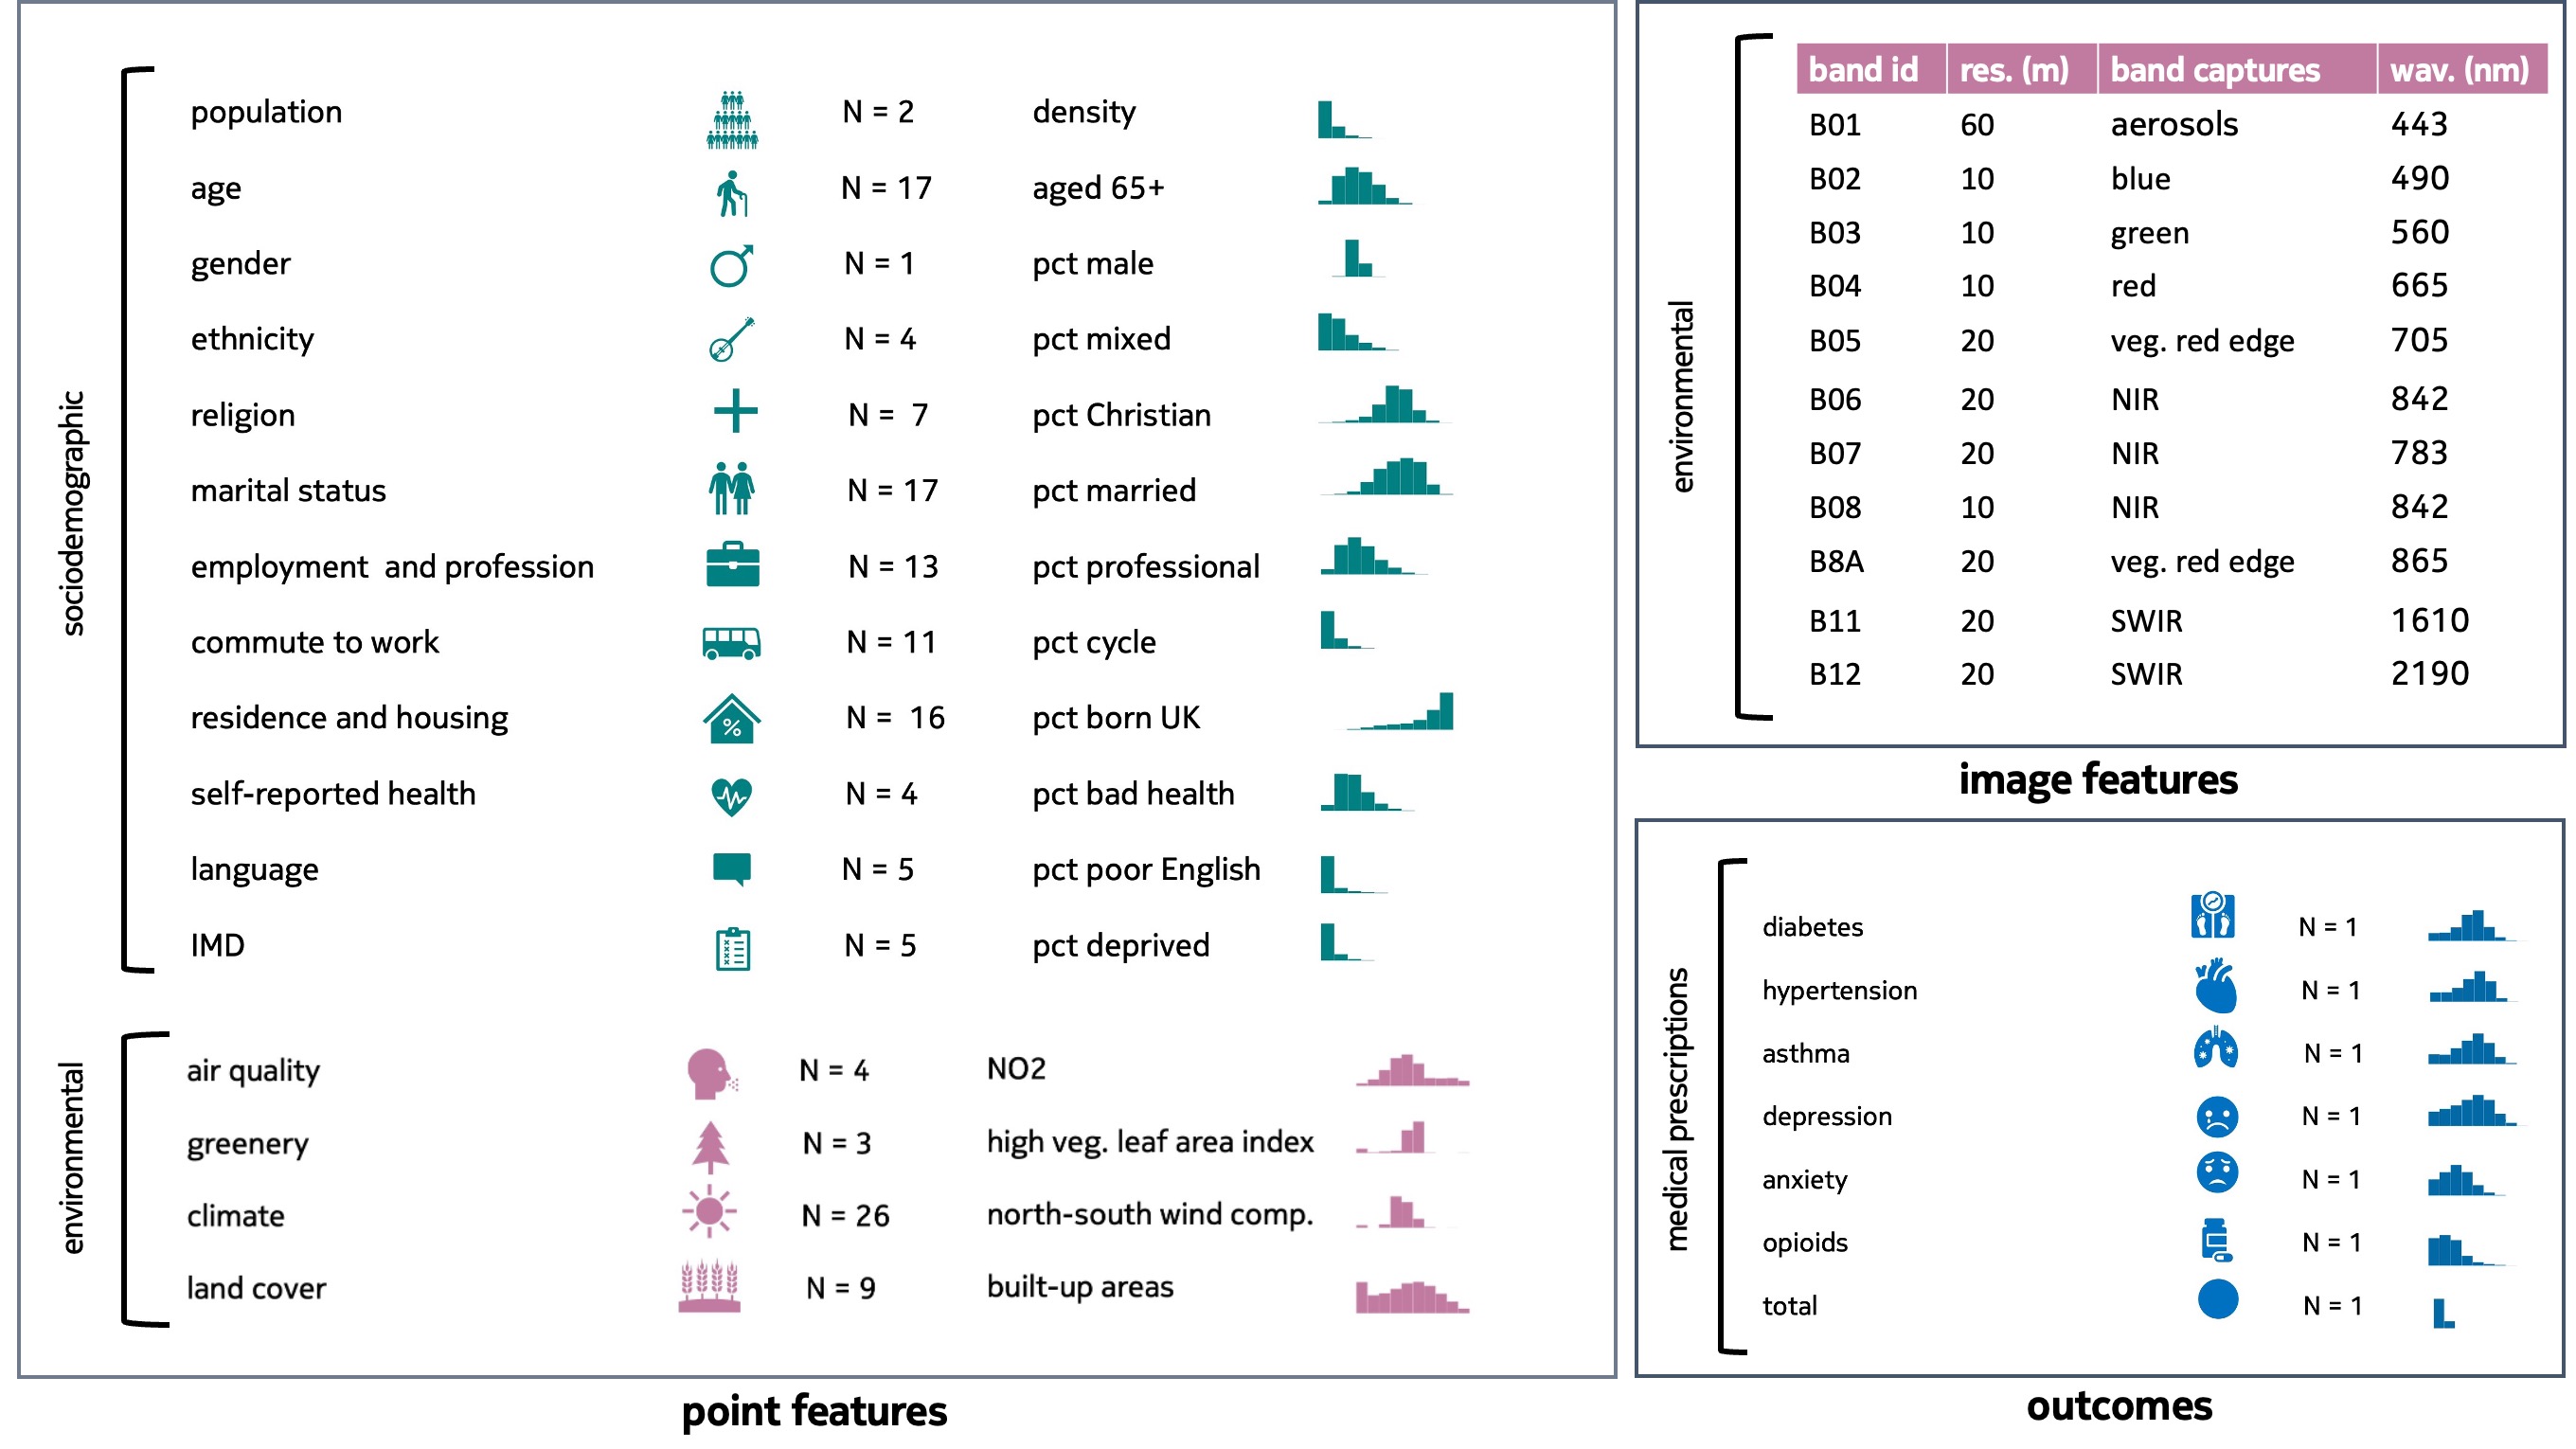 sociodemographic
population N = 2 density
age N = 17 aged 65+
gender N = 1 pct male
ethnicity N = 4 pct mixed
religion N = 7 pct Christian
marital status N = 17 pct married
employment and profession N = 13 pct professional
commute to work N = 11 pct cycle
residence and housing % N = 16 pct born UK
self-reported health N = 4 pct bad health
language N = 5 pct poor English
IMD N = 5 pct deprived
environmental
air quality N = 4 NO2
greenery N = 3 high veg. leaf area index
climate N = 26 north-south wind comp.
land cover N = 9 built-up areas
point features
environmental
band id res. (m) band captures wav. (nm)
B01 60 aerosols 443
B02 10 blue 490
B03 10 green 560
B04 10 red 665
B05 20 veg. red edge 705
B06 20 NIR 842
B07 20 NIR 783
B08 10 NIR 842
B8A 20 veg. red edge 865
B11 20 SWIR 1610
B12 20 SWIR 2190
image features
medical prescriptions
diabetes N = 1
hypertension N = 1
asthma N = 1
depression N = 1
anxiety N = 1
opioids N = 1
total N = 1
outcomes